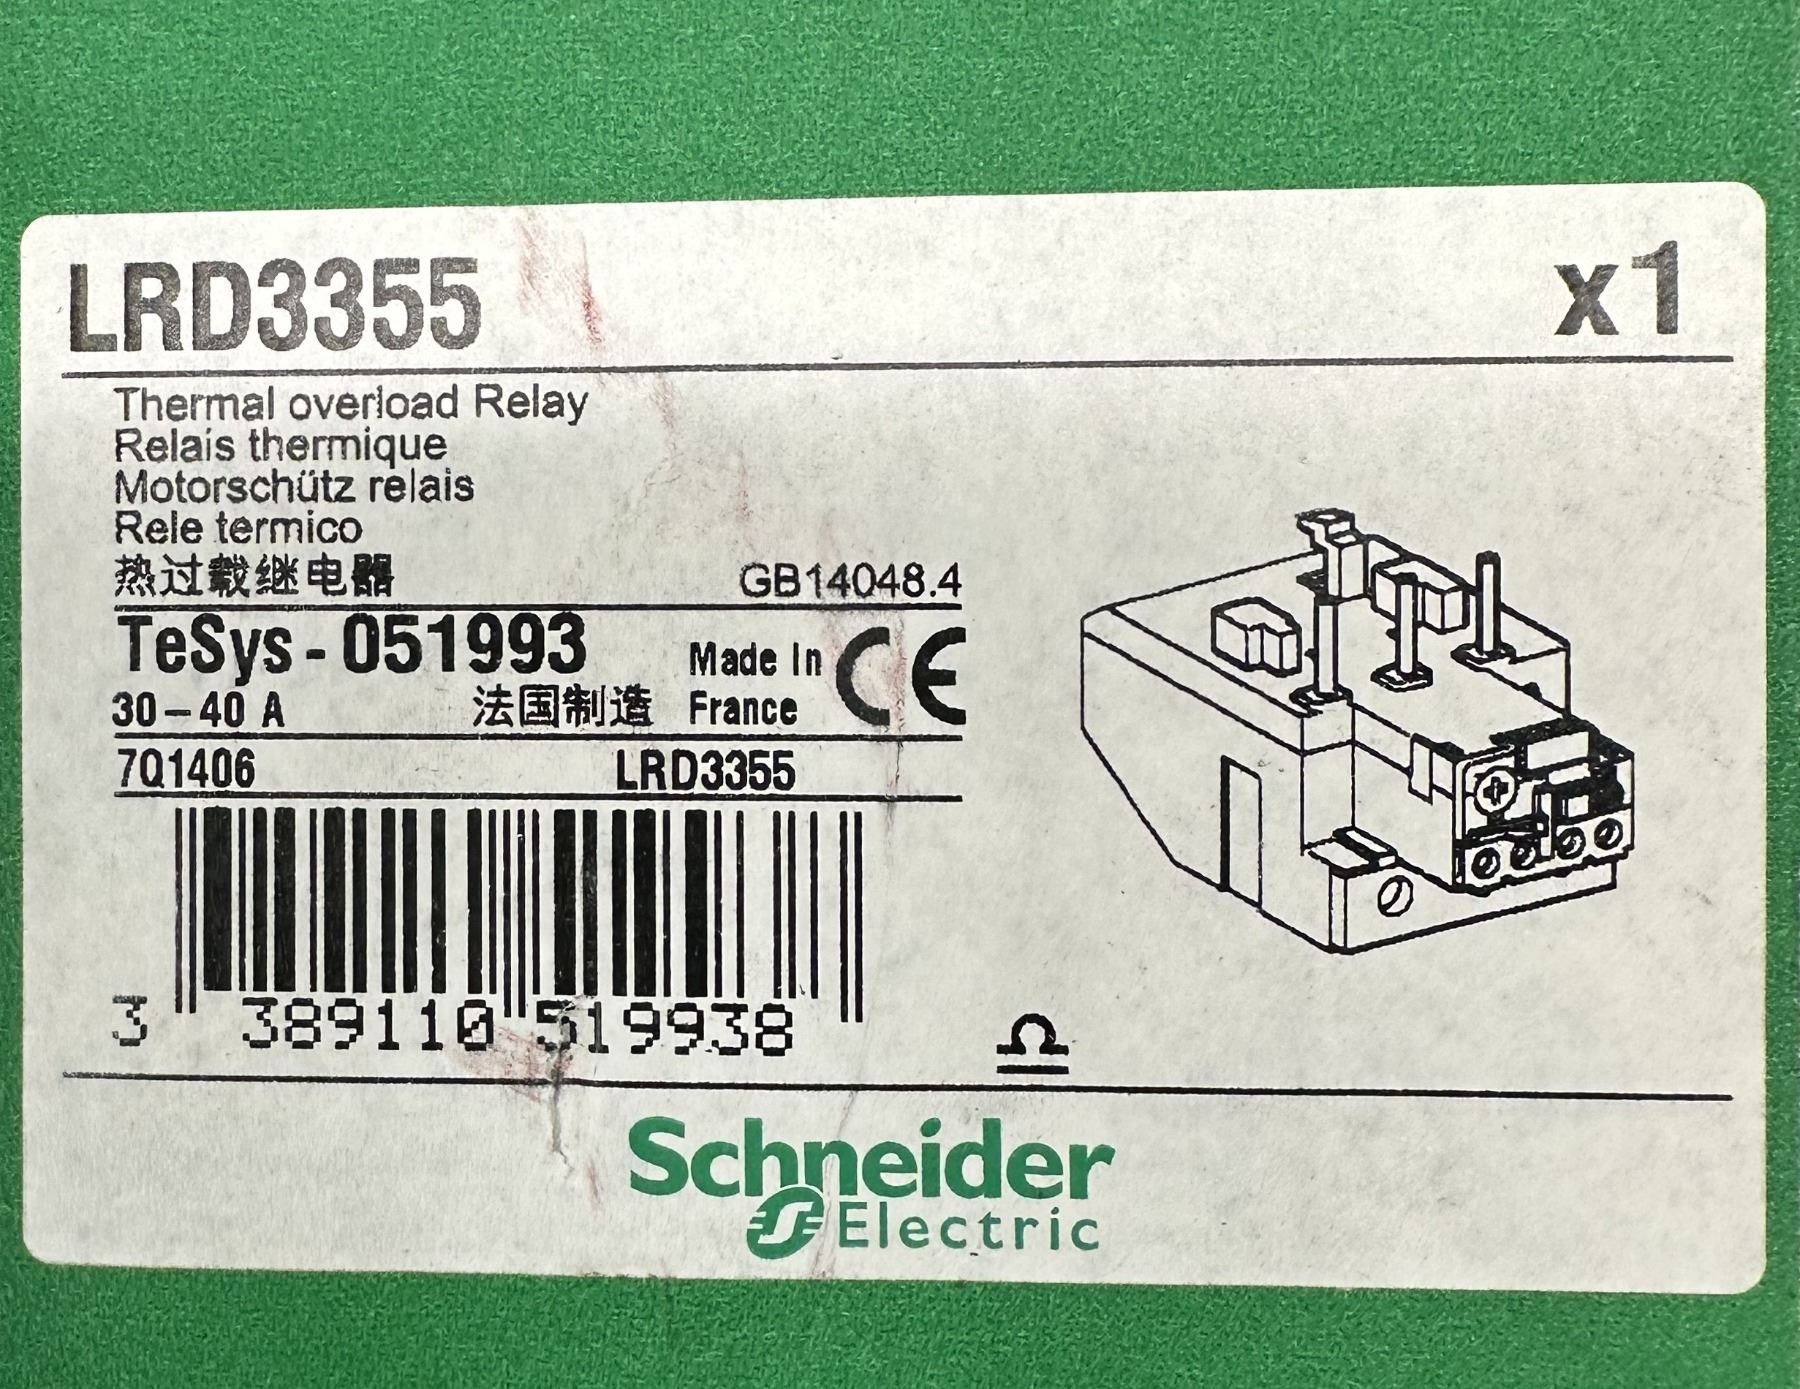 LRD3355 x1
Thermal overload Relay
Relais thermique
Motorschütz relais
Rele termico
热过载继电器 GB14048.4
TeSys - 051993 Made In
30-40 A 法国制造 France CE
7Q1406 LRD3355
3 389110 519938
Schneider
Electric